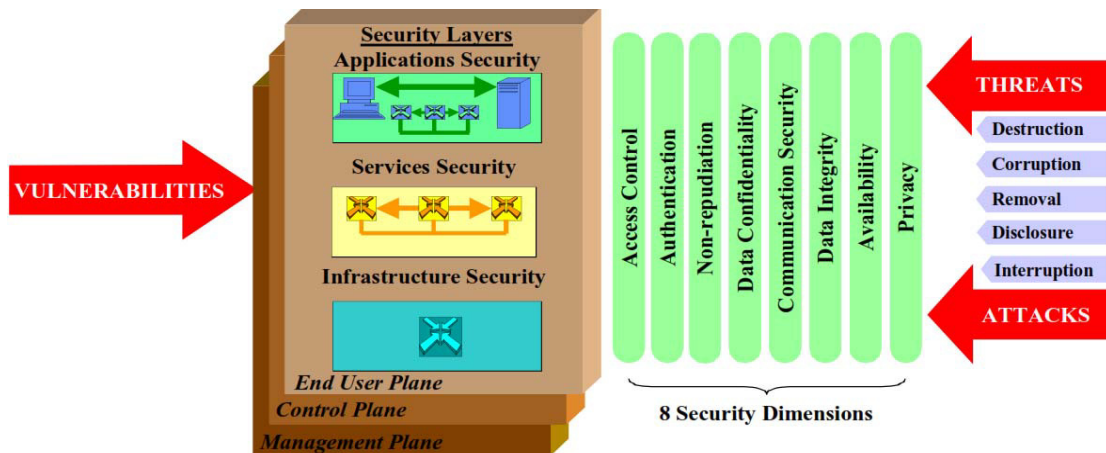 Security Layers
Applications Security
Services Security
Infrastructure Security
End User Plane
Control Plane
Management Plane
VULNERABILITIES
Access Control
Authentication
Non-repudiation
Data Confidentiality
Communication Security
Data Integrity
Availability
Privacy
8 Security Dimensions
THREATS
Destruction
Corruption
Removal
Disclosure
Interruption
ATTACKS